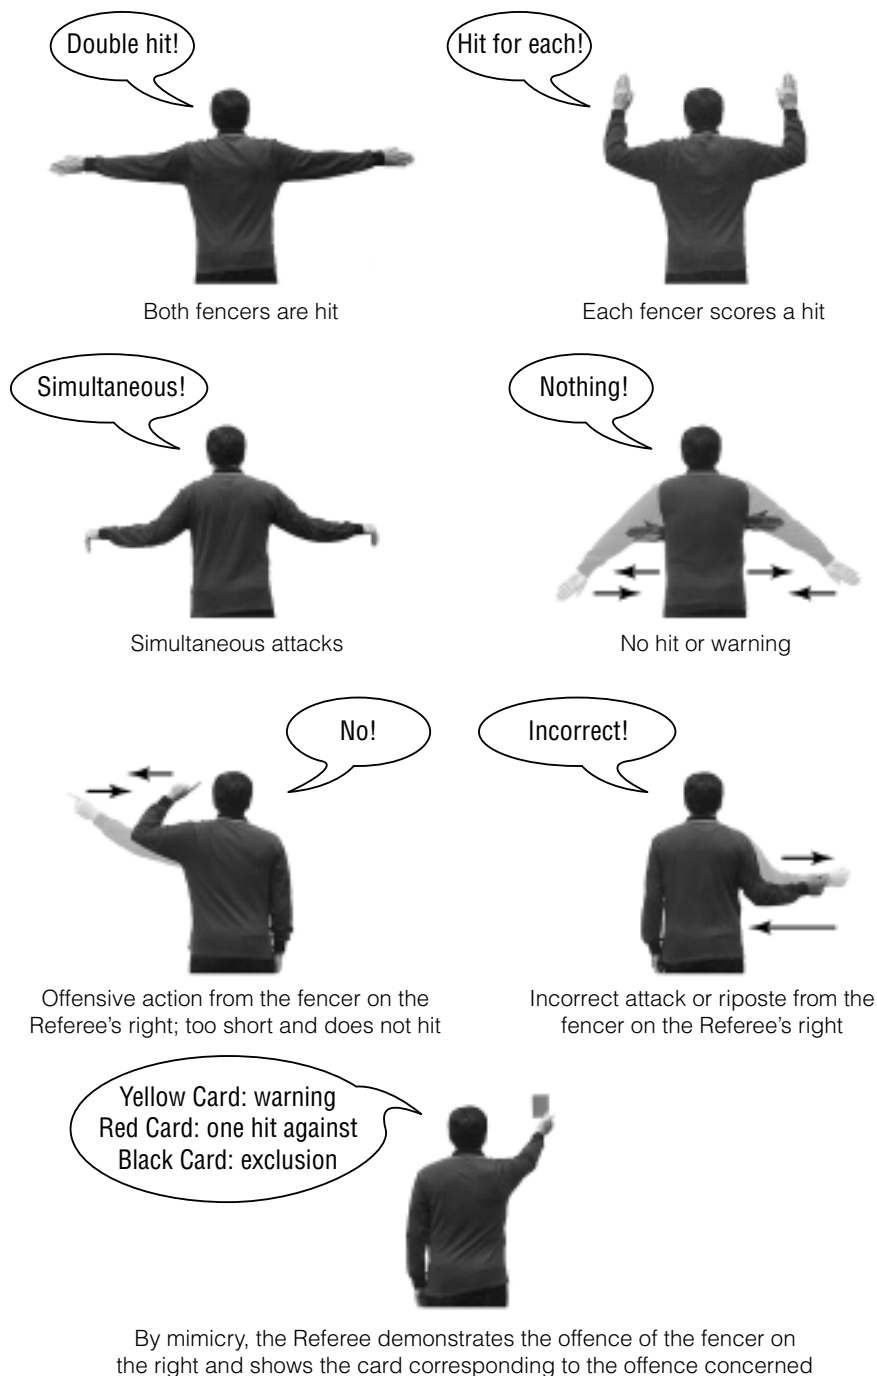 Double hit!
Hit for each!
Both fencers are hit
Each fencer scores a hit
Simultaneous!
Nothing!
Simultaneous attacks
No hit or warning
No!
Incorrect!
Offensive action from the fencer on the
Referee’s right; too short and does not hit
Incorrect attack or riposte from the
fencer on the Referee’s right
Yellow Card: warning
Red Card: one hit against
Black Card: exclusion
By mimicry, the Referee demonstrates the offence of the fencer on
the right and shows the card corresponding to the offence concerned